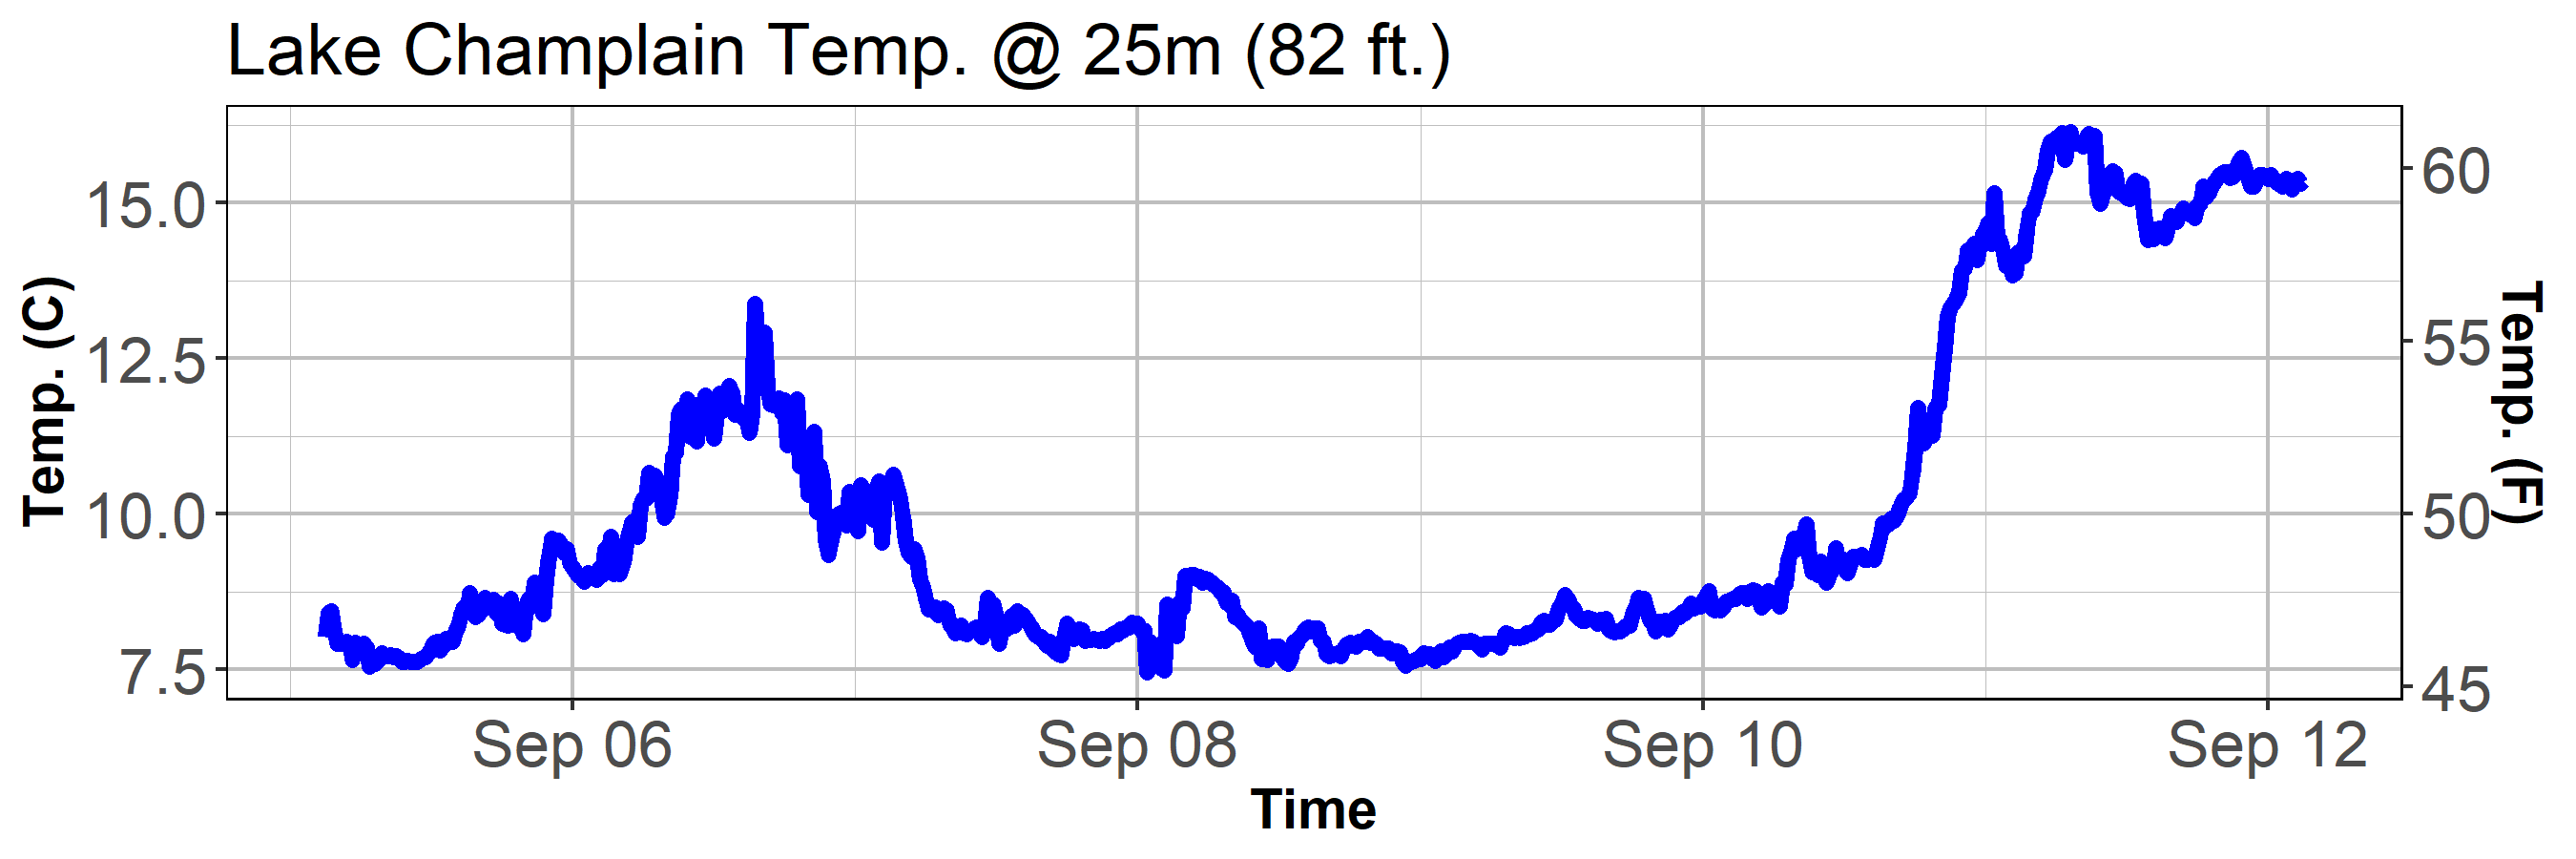 Lake Champlain Temp. @ 25m (82 ft.)
Temp. (C)
15.0
12.5
10.0
7.5
60
55
50
45
Temp. (F)
Sep 06
Sep 08
Sep 10
Sep 12
Time